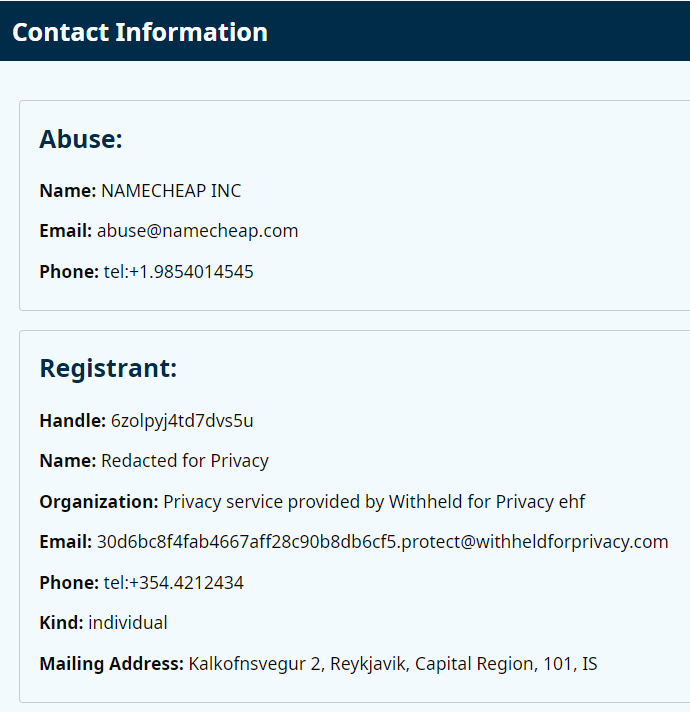 Contact Information
Abuse:
Name: NAMECHEAP INC
Email: abuse@namecheap.com
Phone: tel:+1.9854014545
Registrant:
Handle: 6zolpyj4td7dvs5u
Name: Redacted for Privacy
Organization: Privacy service provided by Withheld for Privacy ehf
Email: 30d6bc8f4fab4667aff28c90b8db6cf5.protect@withheldforprivacy.com
Phone: tel:+354.4212434
Kind: individual
Mailing Address: Kalkofnsvegur 2, Reykjavik, Capital Region, 101, IS